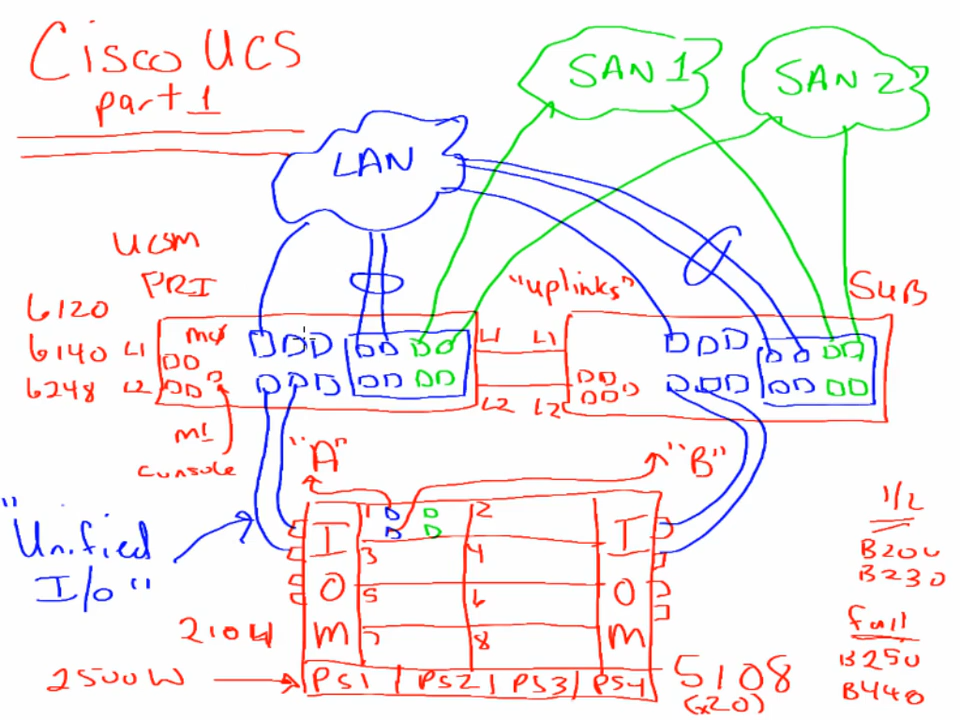 Cisco UCS
part 1
SAN 1
SAN 2
LAN
UCSM
PRI
"uplinks"
SUB
6120
6140
6248
L1
L2
MØ
L1
L1
L2
L2
M1
console
"A"
"B"
"Unified
I/O"
I
O
M
1
2
3
4
5
6
7
8
I
O
M
2104
2500W
PS1
PS2
PS3
PS4
5108
(x20)
1/2
B200
B230
full
B250
B440